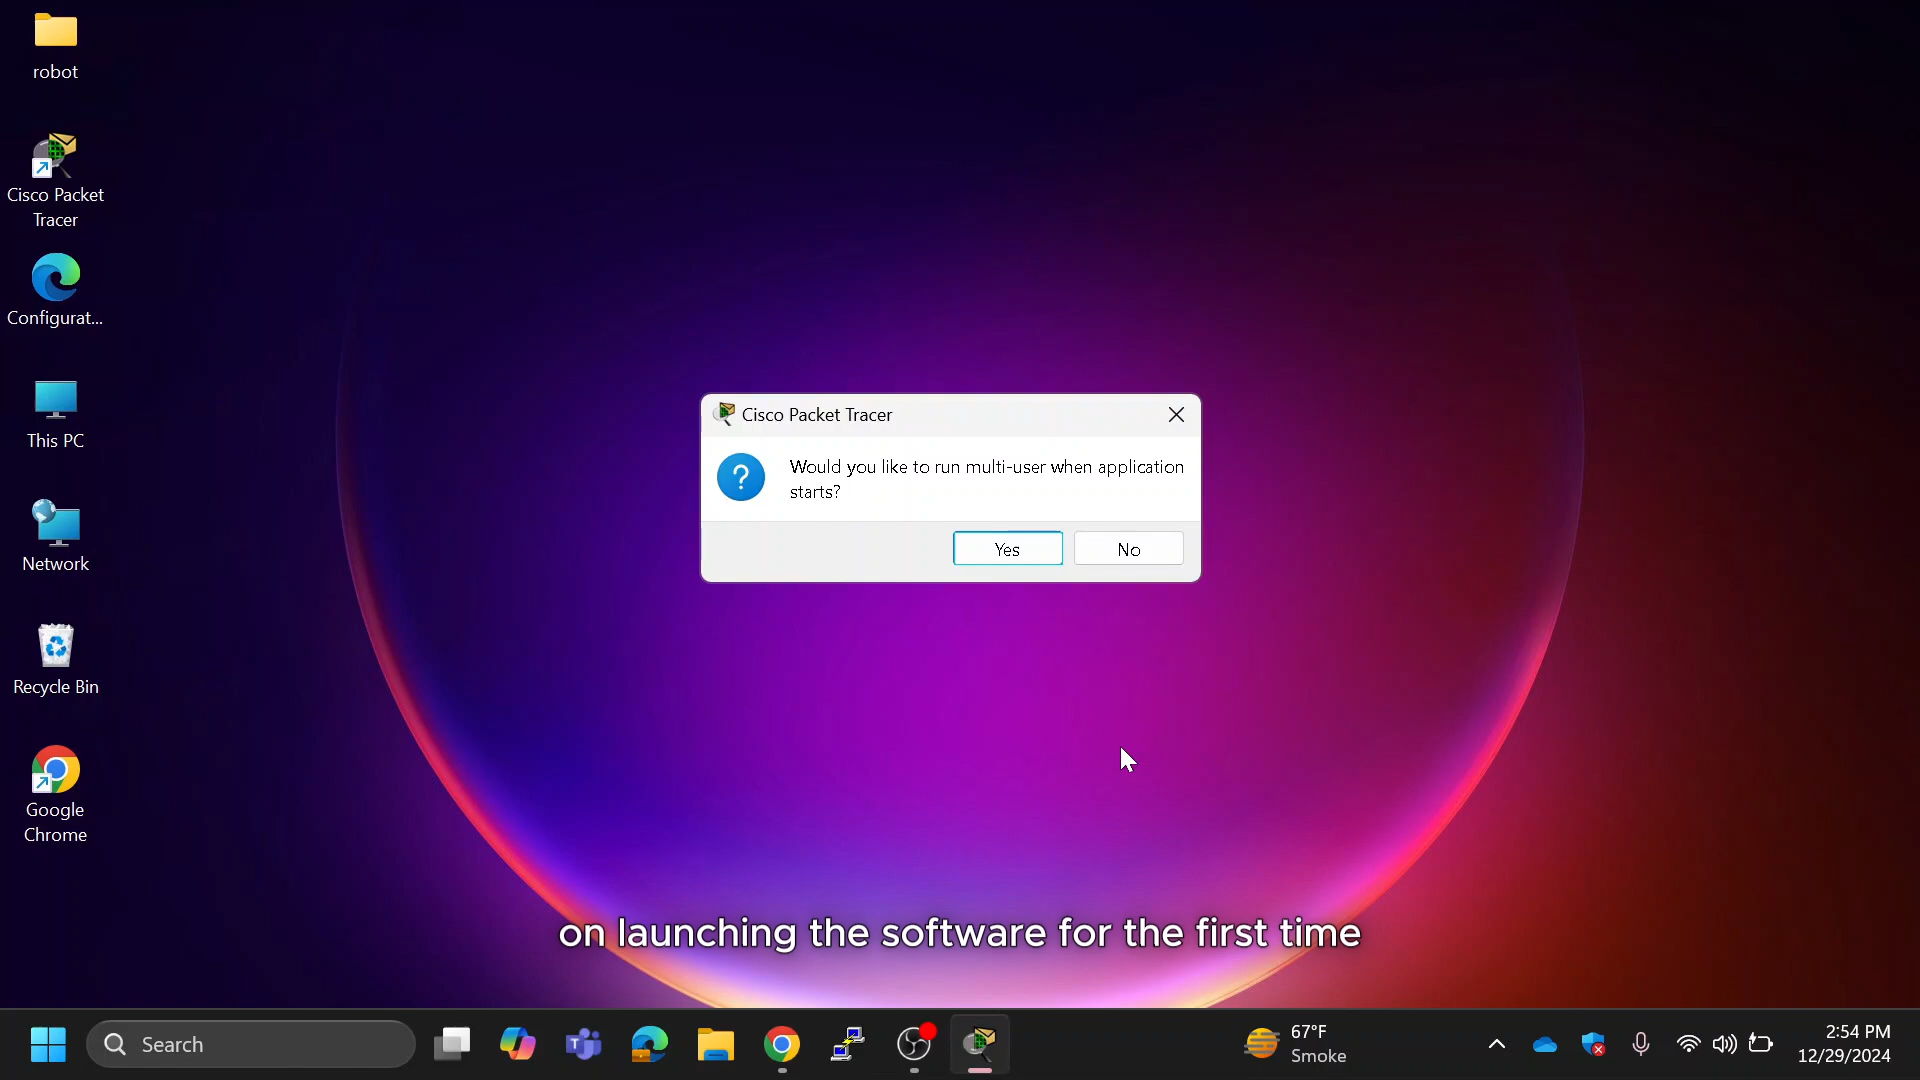 robot
Cisco Packet
Tracer
Configurat...
This PC
Network
Recycle Bin
Google
Chrome
Cisco Packet Tracer
Would you like to run multi-user when application
starts?
Yes
No
on launching the software for the first time
Search
67°F
Smoke
2:54 PM
12/29/2024